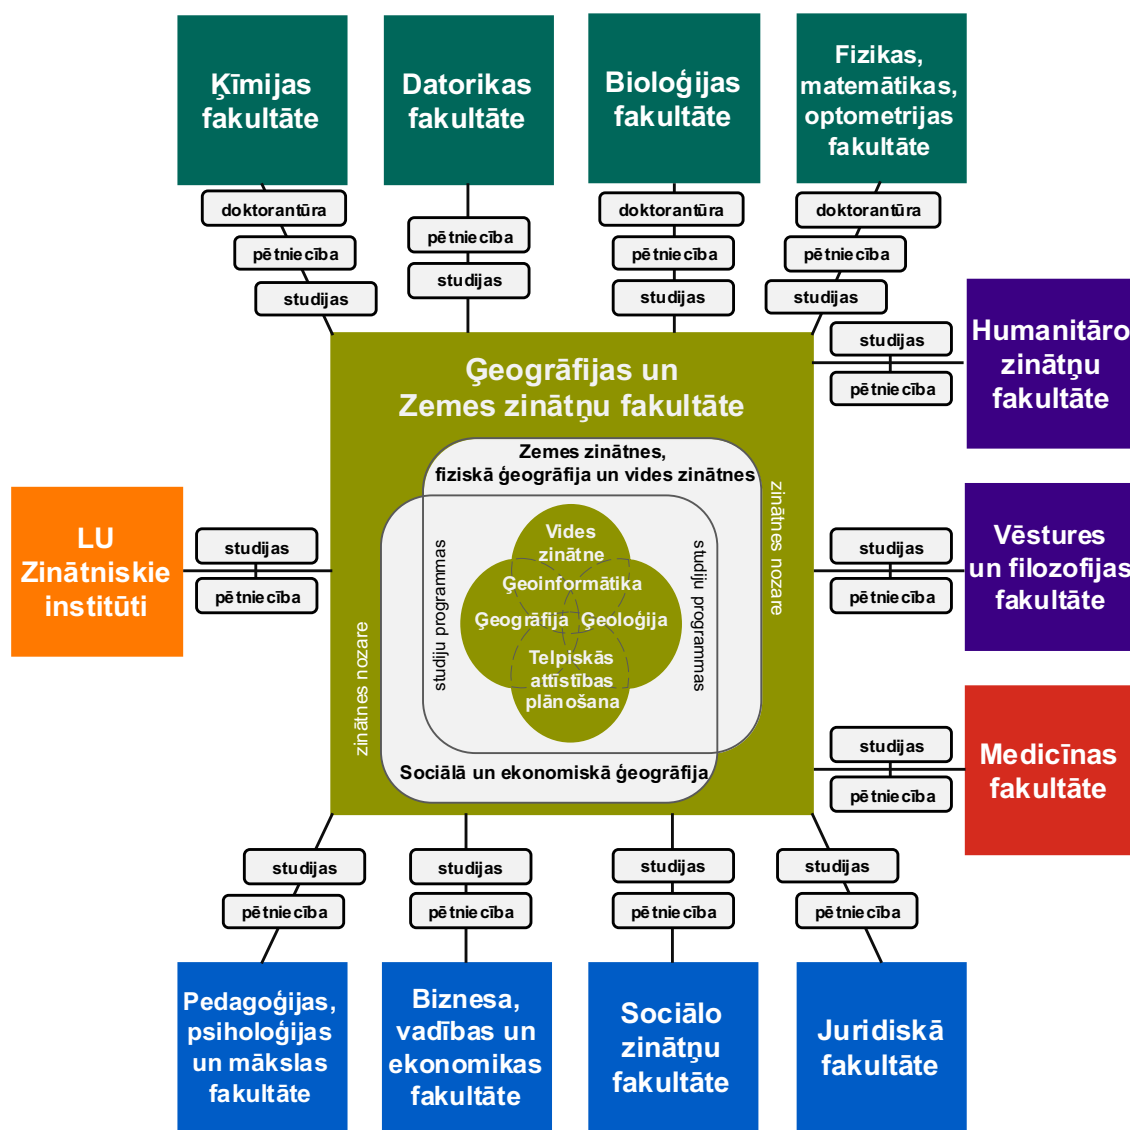 Ķīmijas
fakultāte
Datorikas
fakultāte
Bioloģijas
fakultāte
Fizikas,
matemātikas,
optometrijas
fakultāte
doktorantūra
pētniecība
studijas
pētniecība
studijas
doktorantūra
pētniecība
studijas
doktorantūra
pētniecība
studijas
Humanitāro
zinātņu
fakultāte
studijas
pētniecība
Ģeogrāfijas un
Zemes zinātņu fakultāte
Zemes zinātnes,
fiziskā ģeogrāfija un vides zinātnes
zinātnes nozare
studiju programmas
Vides
zinātne
Ģeoinformātika
Ģeogrāfija
Ģeoloģija
Telpiskās
attīstības
plānošana
studiju programmas
zinātnes nozare
Sociālā un ekonomiskā ģeogrāfija
LU
Zinātniskie
institūti
studijas
pētniecība
studijas
pētniecība
Vēstures
un filozofijas
fakultāte
studijas
pētniecība
Medicīnas
fakultāte
studijas
pētniecība
studijas
pētniecība
studijas
pētniecība
studijas
pētniecība
Pedagoģijas,
psiholoģijas
un mākslas
fakultāte
Biznesa,
vadības un
ekonomikas
fakultāte
Sociālo
zinātņu
fakultāte
Juridiskā
fakultāte